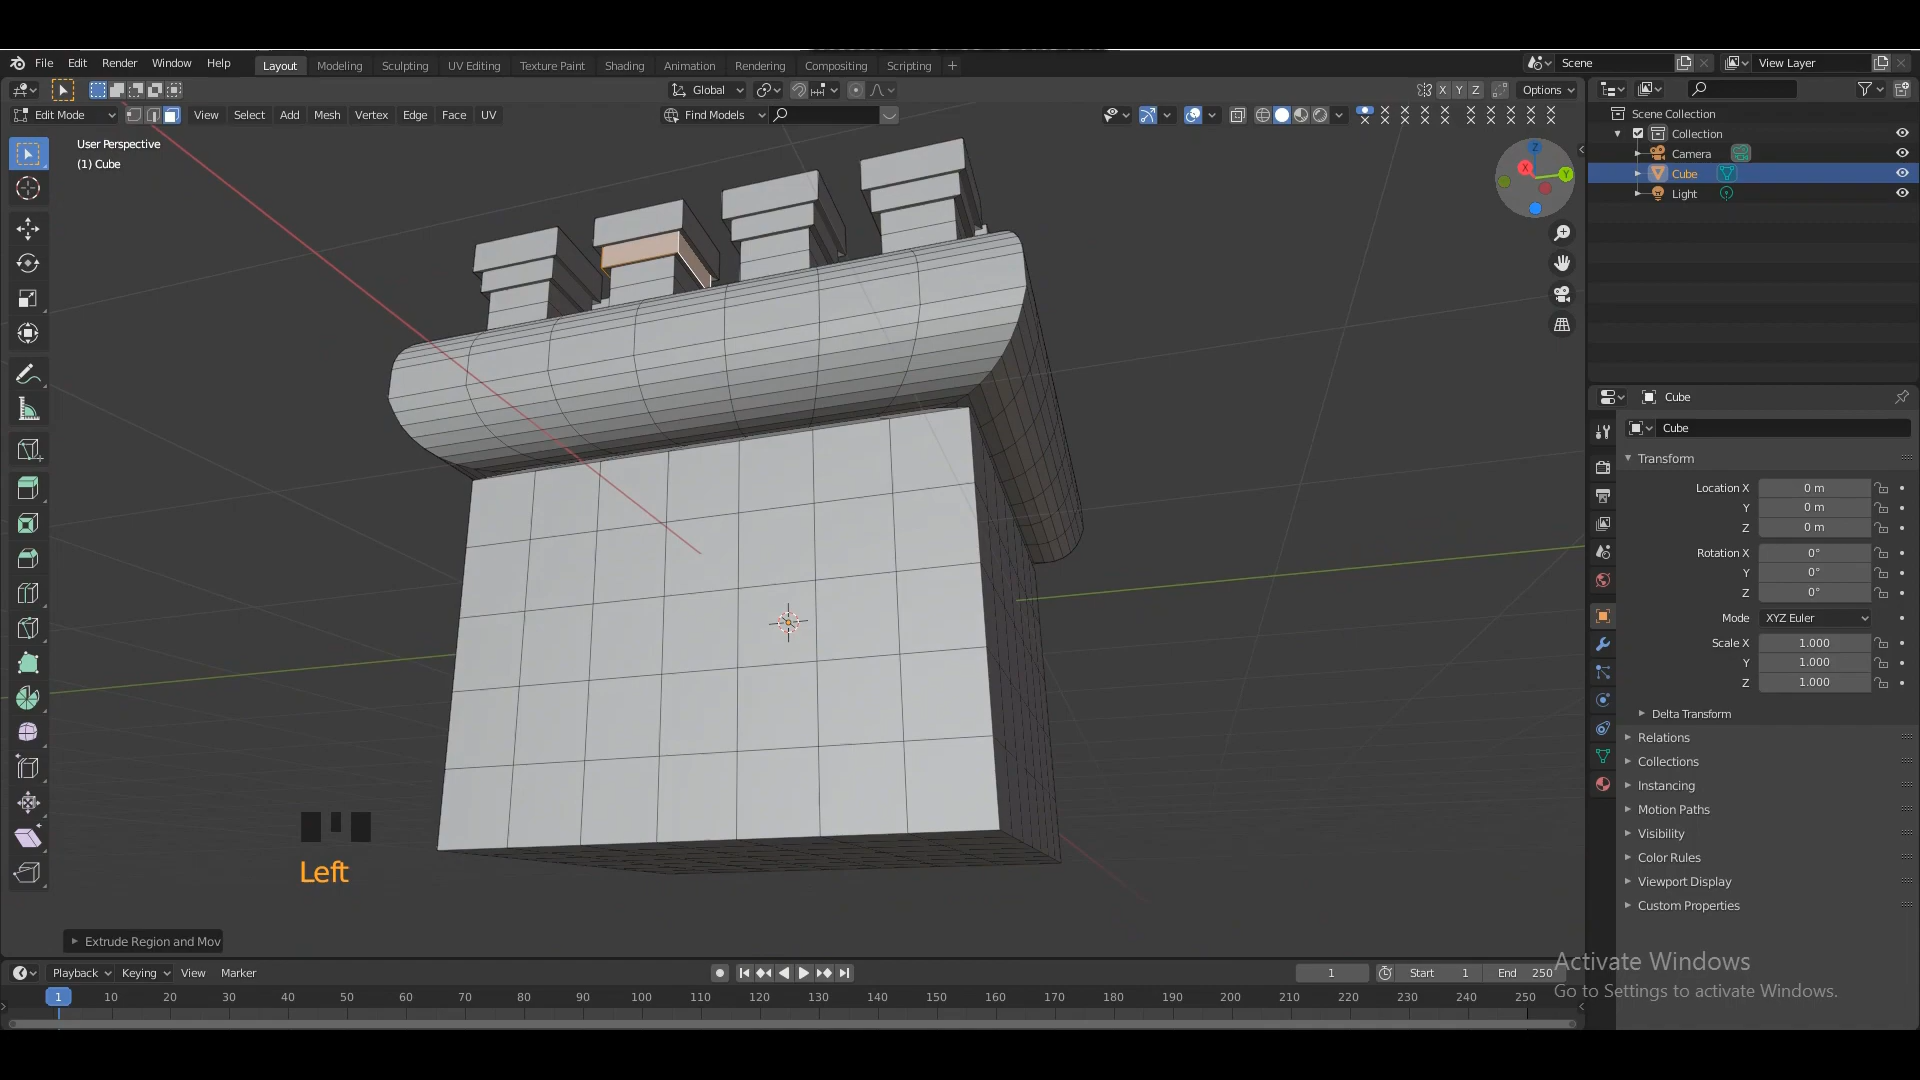 File Edit Render Window Help Layout Modeling Sculpting UV Editing Texture Paint Shading Animation Rendering Compositing Scripting + Scene View Layer
Global X Y Z Options
Edit Mode View Select Add Mesh Vertex Edge Face UV Find Models
User Perspective
(1) Cube
Z
X
Y
Scene Collection
Collection
Camera
Cube
Light
Cube
Cube
Transform
Location X 0 m
Y 0 m
Z 0 m
Rotation X 0°
Y 0°
Z 0°
Mode XYZ Euler
Scale X 1.000
Y 1.000
Z 1.000
Delta Transform
Relations
Collections
Instancing
Motion Paths
Visibility
Color Rules
Viewport Display
Custom Properties
Left
Extrude Region and Mov
Activate Windows
Go to Settings to activate Windows.
Playback Keying View Marker 1 Start 1 End 250
1 10 20 30 40 50 60 70 80 90 100 110 120 130 140 150 160 170 180 190 200 210 220 230 240 250